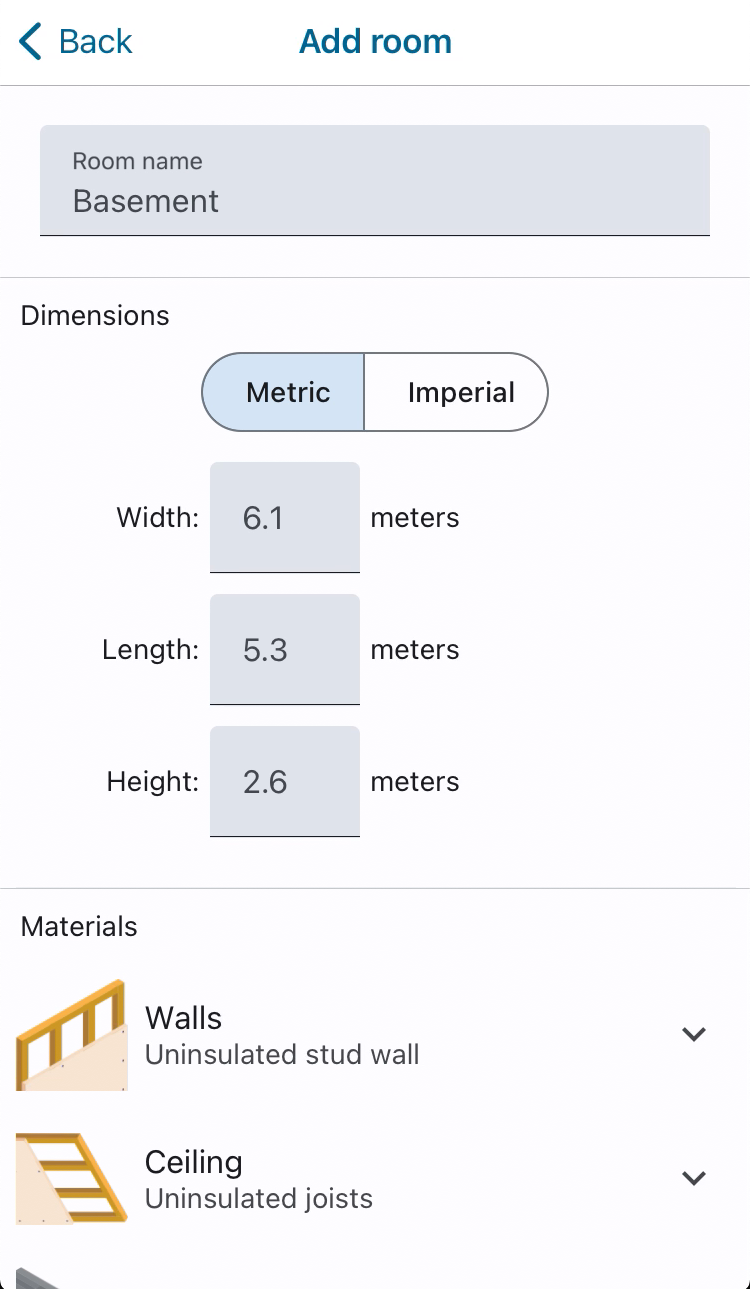 Back
Add room
Room name
Basement
Dimensions
Metric
Imperial
Width: 6.1 meters
Length: 5.3 meters
Height: 2.6 meters
Materials
Walls
Uninsulated stud wall
Ceiling
Uninsulated joists